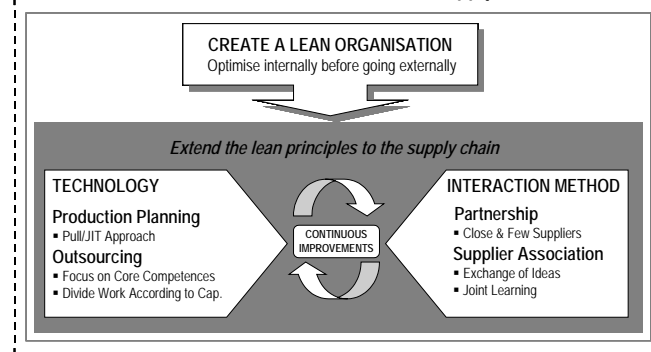 CREATE A LEAN ORGANISATION
Optimise internally before going externally
Extend the lean principles to the supply chain
TECHNOLOGY
Production Planning
▪ Pull/JIT Approach
Outsourcing
▪ Focus on Core Competences
▪ Divide Work According to Cap.
CONTINUOUS
IMPROVEMENTS
INTERACTION METHOD
Partnership
▪ Close & Few Suppliers
Supplier Association
▪ Exchange of Ideas
▪ Joint Learning